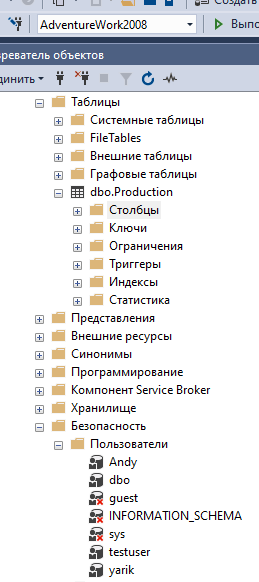 Создать
AdventureWork2008
Выпо
зреватель объектов
динить
Таблицы
Системные таблицы
FileTables
Внешние таблицы
Графовые таблицы
dbo.Production
Столбцы
Ключи
Ограничения
Триггеры
Индексы
Статистика
Представления
Внешние ресурсы
Синонимы
Программирование
Компонент Service Broker
Хранилище
Безопасность
Пользователи
Andy
dbo
guest
INFORMATION_SCHEMA
sys
testuser
yarik